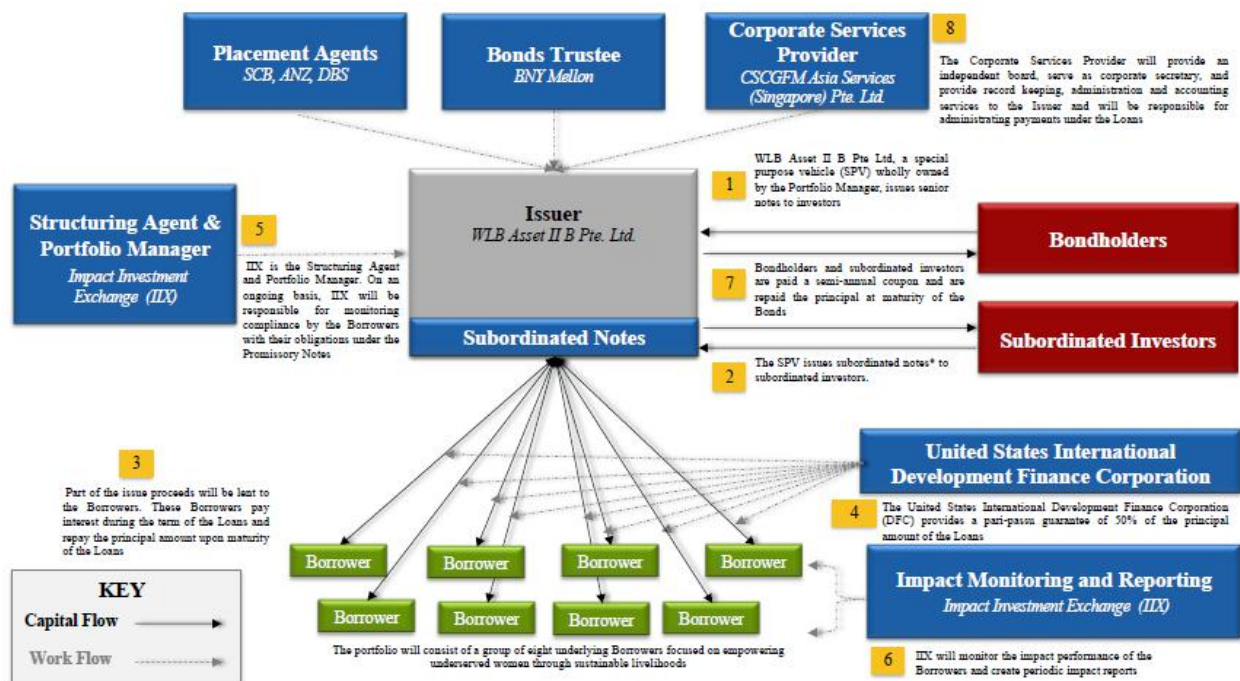 Placement Agents
SCB, ANZ, DBS
Bonds Trustee
BNY Mellon
Corporate Services
Provider
CSCGFM Asia Services
(Singapore) Pte. Ltd.
8
The Corporate Services Provider will provide an
independent board, serve as corporate secretary, and
provide record keeping, administration and accounting
services to the Issuer and will be responsible for
administrating payments under the Loans
Structuring Agent &
Portfolio Manager
Impact Investment
Exchange (IIX)
5
IIX is the Structuring Agent
and Portfolio Manager. On an
ongoing basis, IIX will be
responsible for monitoring
compliance by the Borrowers
with their obligations under the
Promissory Notes
Issuer
WLB Asset II B Pte. Ltd.
Subordinated Notes
1
WLB Asset II B Pte Ltd, a special
purpose vehicle (SPV) wholly owned
by the Portfolio Manager, issues senior
notes to investors
Bondholders
7
Bondholders and subordinated investors
are paid a semi-annual coupon and are
repaid the principal at maturity of the
Bonds
Subordinated Investors
2
The SPV issues subordinated notes* to
subordinated investors.
3
Part of the issue proceeds will be lent to
the Borrowers. These Borrowers pay
interest during the term of the Loans and
repay the principal amount upon maturity
of the Loans
United States International
Development Finance Corporation
4
The United States International Development Finance Corporation
(DFC) provides a pari-passu guarantee of 50% of the principal
amount of the Loans
Borrower
Borrower
Borrower
Borrower
Borrower
Borrower
Borrower
Borrower
The portfolio will consist of a group of eight underlying Borrowers focused on empowering
underserved women through sustainable livelihoods
Impact Monitoring and Reporting
Impact Investment Exchange (IIX)
6
IIX will monitor the impact performance of the
Borrowers and create periodic impact reports
KEY
Capital Flow
Work Flow